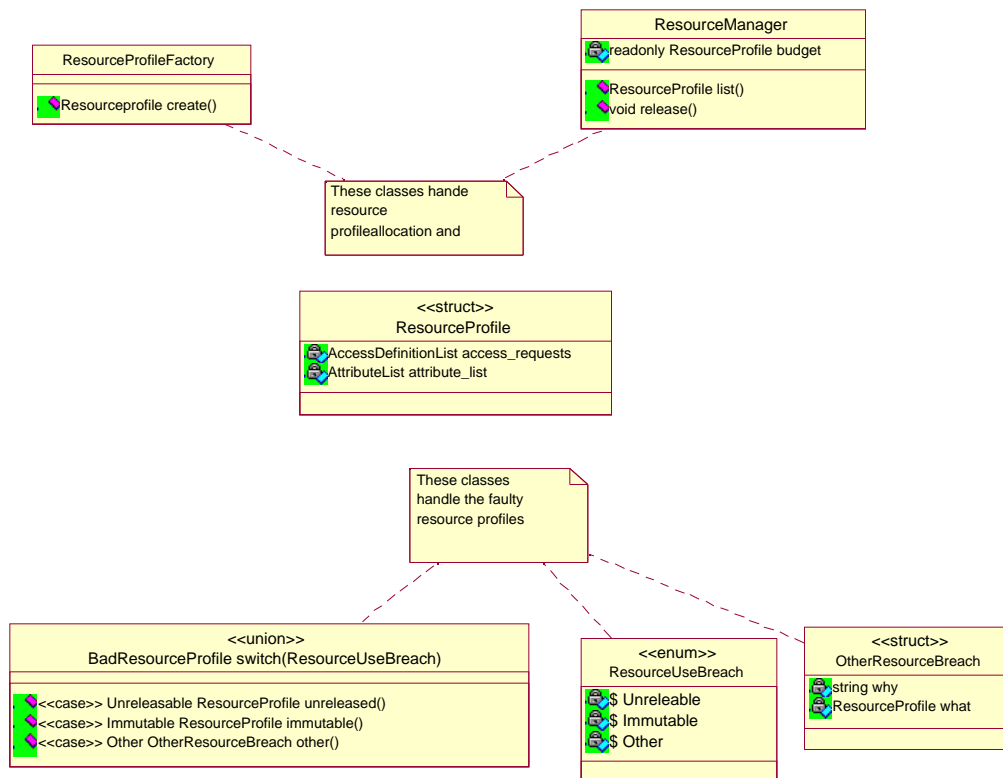 ResourceProfileFactory
Resourceprofile create()
ResourceManager
readonly ResourceProfile budget
ResourceProfile list()
void release()
These classes hande
resource
profileallocation and
<<struct>>
ResourceProfile
AccessDefinitionList access_requests
AttributeList attribute_list
These classes
handle the faulty
resource profiles
<<union>>
BadResourceProfile switch(ResourceUseBreach)
<<case>> Unreleasable ResourceProfile unreleased()
<<case>> Immutable ResourceProfile immutable()
<<case>> Other OtherResourceBreach other()
<<enum>>
ResourceUseBreach
$ Unreleable
$ Immutable
$ Other
<<struct>>
OtherResourceBreach
string why
ResourceProfile what